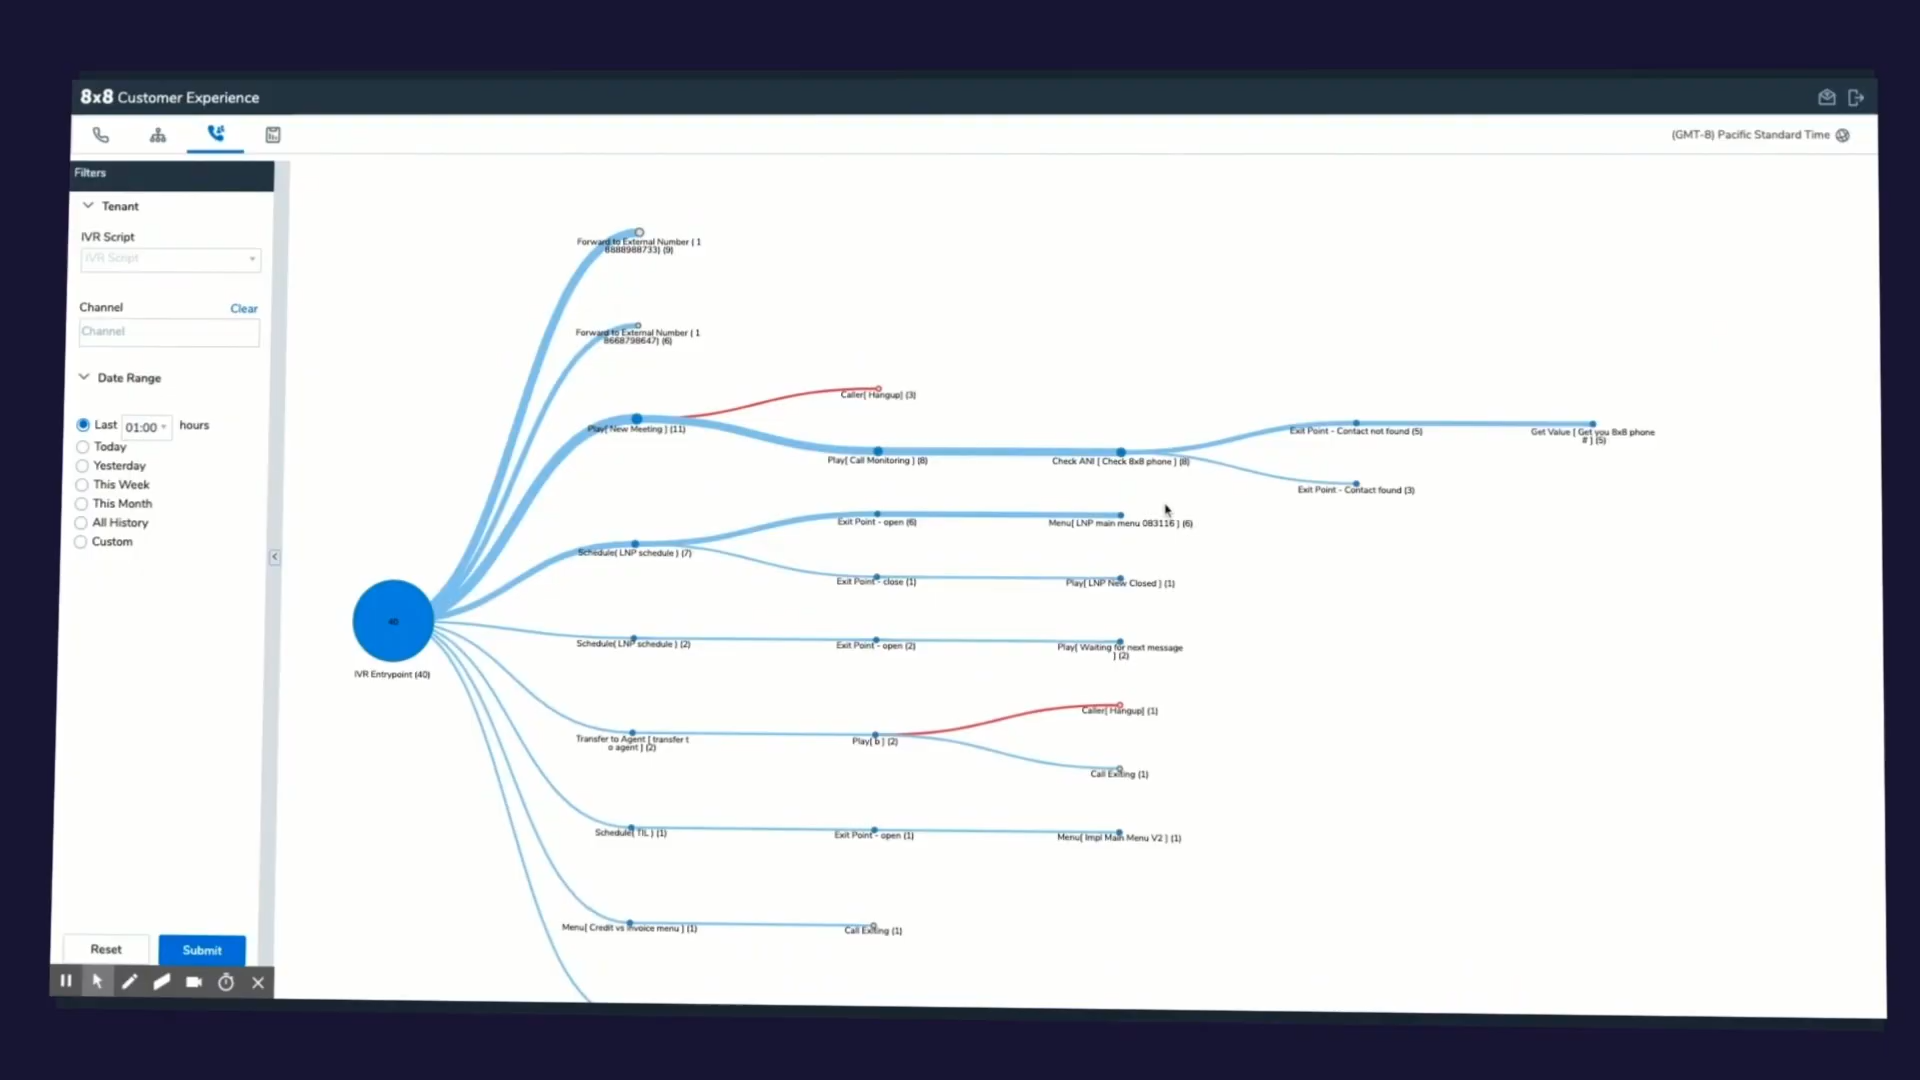 8x8 Customer Experience
(GMT-8) Pacific Standard Time
Filters
Tenant
IVR Script
IVR Script
Channel
Clear
Channel
Date Range
Last 01:00 hours
Today
Yesterday
This Week
This Month
All History
Custom
Reset
Submit
Forward to External Number ( 1
8888988733) (9)
Forward to External Number ( 1
8668798647) (6)
Caller[ Hangup] (3)
Play[ New Meeting ] (11)
Play[ Call Monitoring ] (8)
Check ANI [ Check 8x8 phone ] (8)
Exit Point - Contact not found (5)
Get Value [ Get you 8x8 phone
# ] (5)
Exit Point - Contact found (3)
Exit Point - open (6)
Menu[ LNP main menu 083116 ] (6)
Schedule( LNP schedule ) (7)
Exit Point - close (1)
Play[ LNP New Closed ] (1)
40
IVR Entrypoint (40)
Schedule( LNP schedule ) (2)
Exit Point - open (2)
Play[ Waiting for next message
] (2)
Caller[ Hangup] (1)
Transfer to Agent [ transfer t
o agent ] (2)
Play[ b ] (2)
Call Exiting (1)
Schedule( TIL ) (1)
Exit Point - open (1)
Menu[ Impl Main Menu V2 ] (1)
Menu[ Credit vs invoice menu ] (1)
Call Exiting (1)